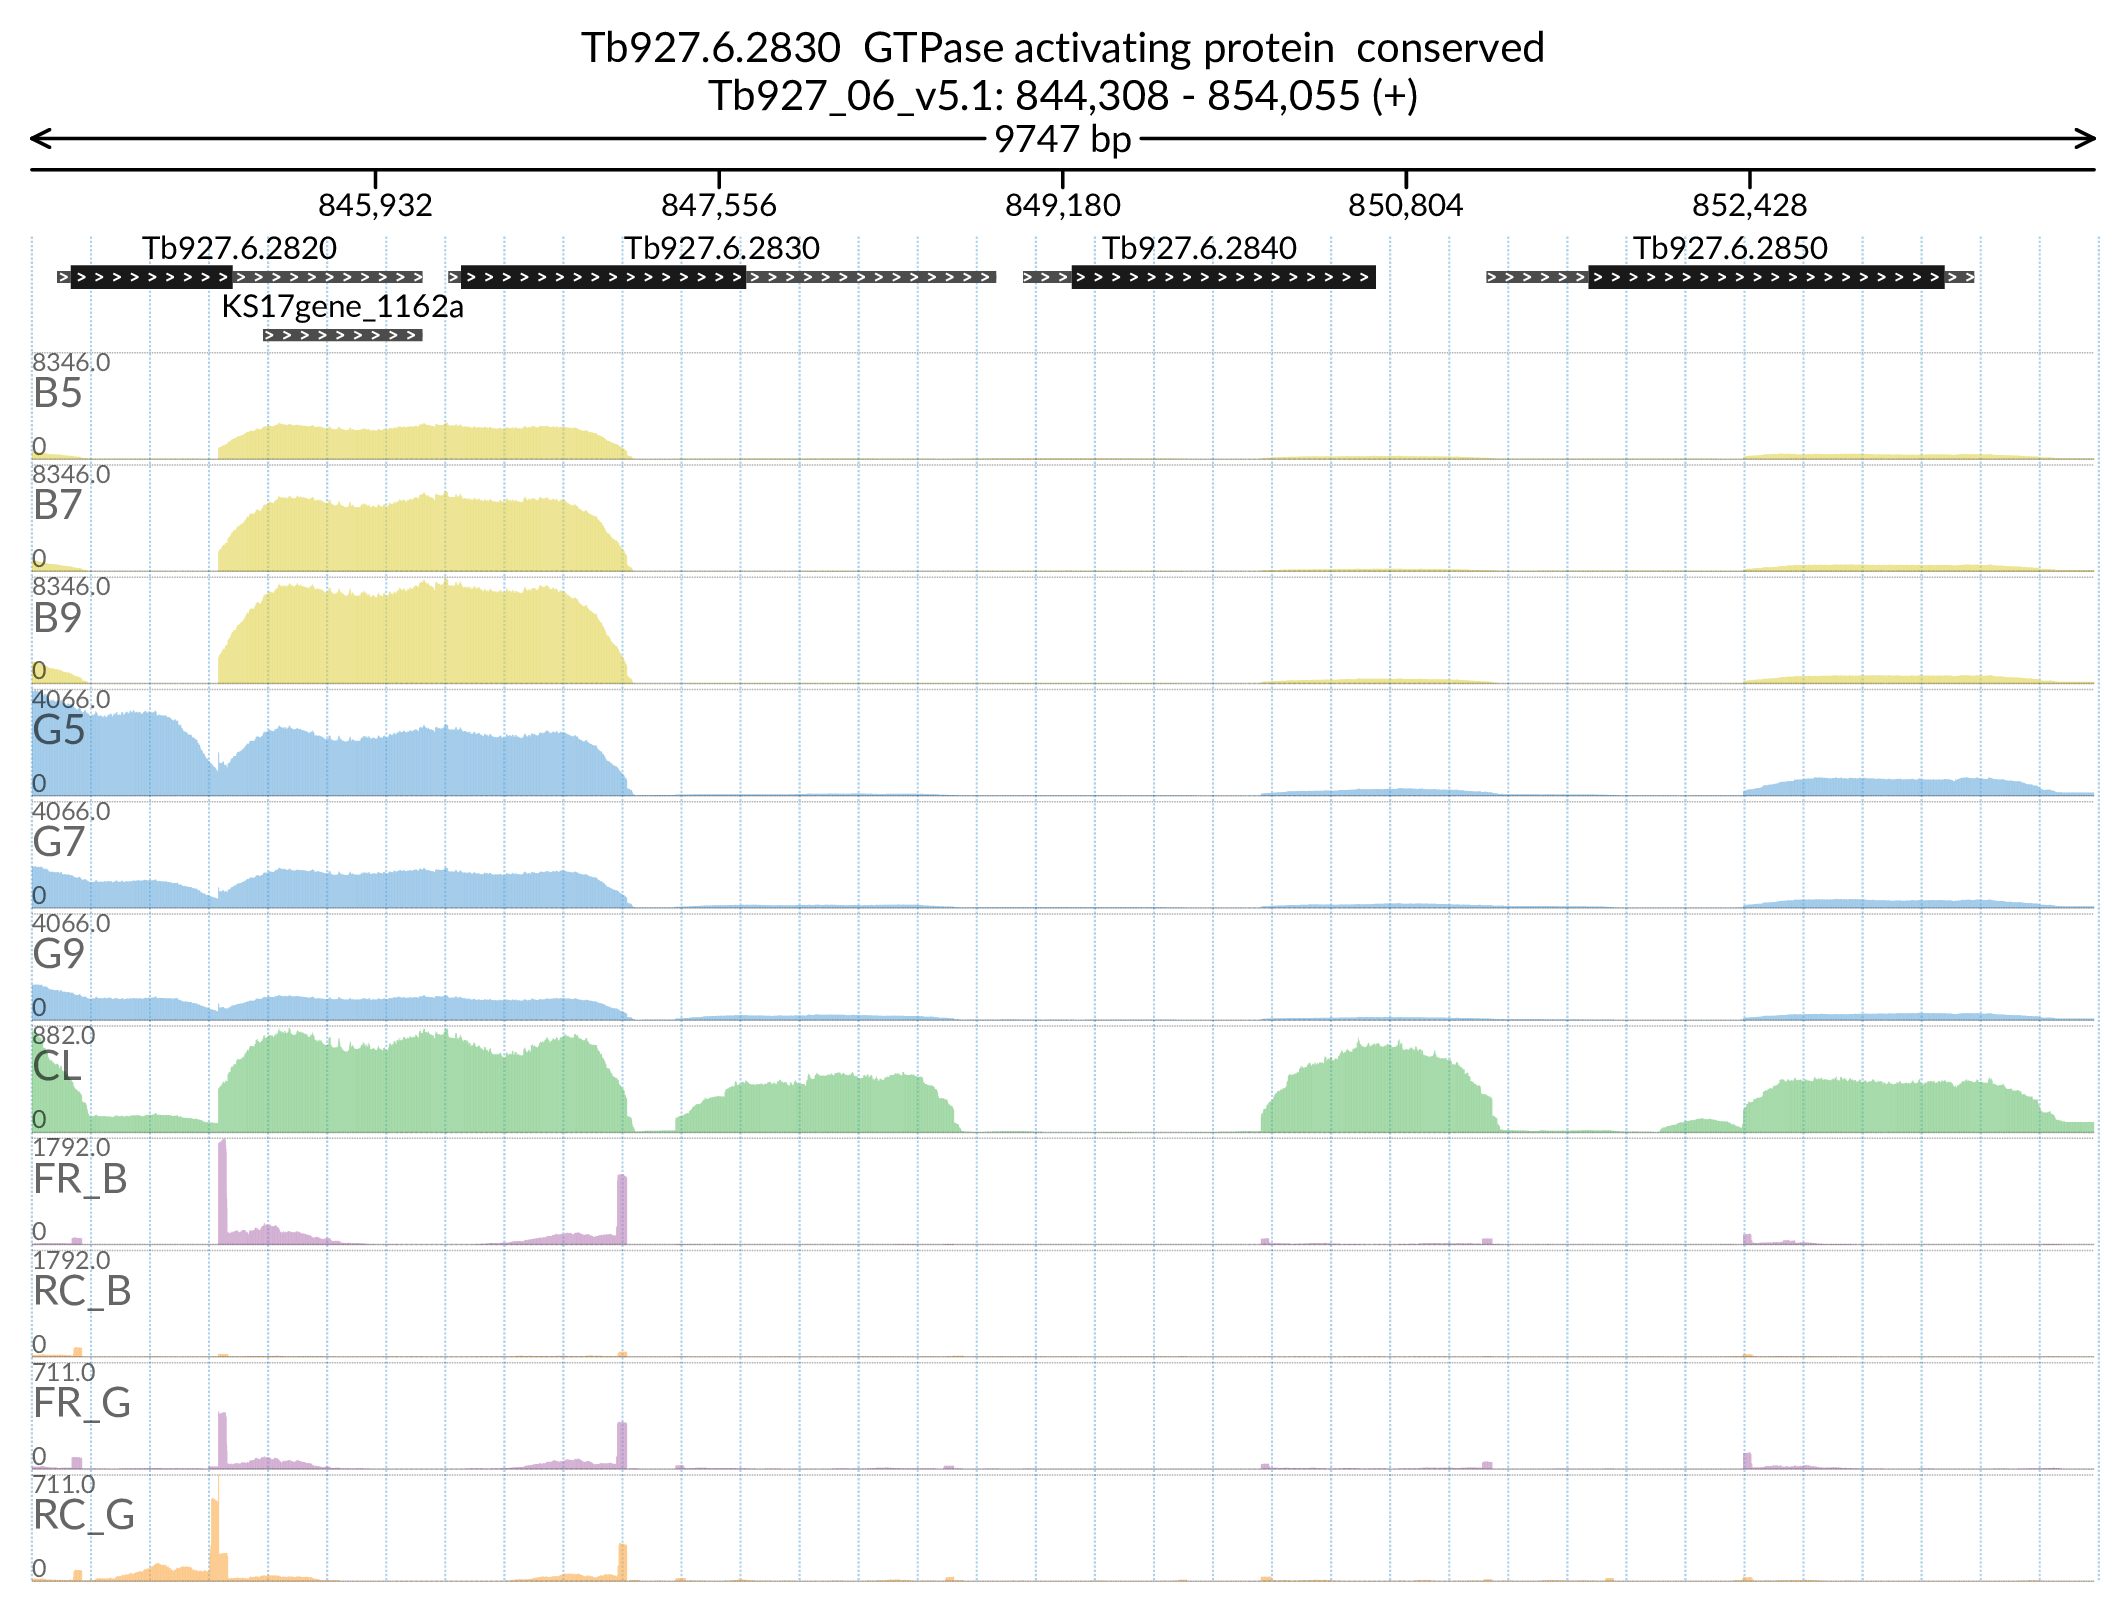 Tb927.6.2830  GTPase activating protein  conserved
Tb927_06_v5.1: 844,308 - 854,055 (+)
9747 bp
845,932 847,556 849,180 850,804 852,428
Tb927.6.2820 Tb927.6.2830 Tb927.6.2840 Tb927.6.2850
KS17gene_1162a
8346.0
B5
0
8346.0
B7
0
8346.0
B9
0
4066.0
G5
0
4066.0
G7
0
4066.0
G9
0
882.0
CL
0
1792.0
FR_B
0
1792.0
RC_B
0
711.0
FR_G
0
711.0
RC_G
0